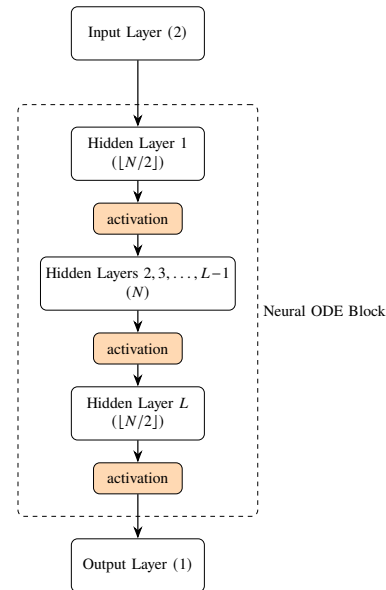 Input Layer (2)
Hidden Layer 1
(⌊N/2⌋)
activation
Hidden Layers 2, 3, . . . , L−1
(N)
Neural ODE Block
activation
Hidden Layer L
(⌊N/2⌋)
activation
Output Layer (1)